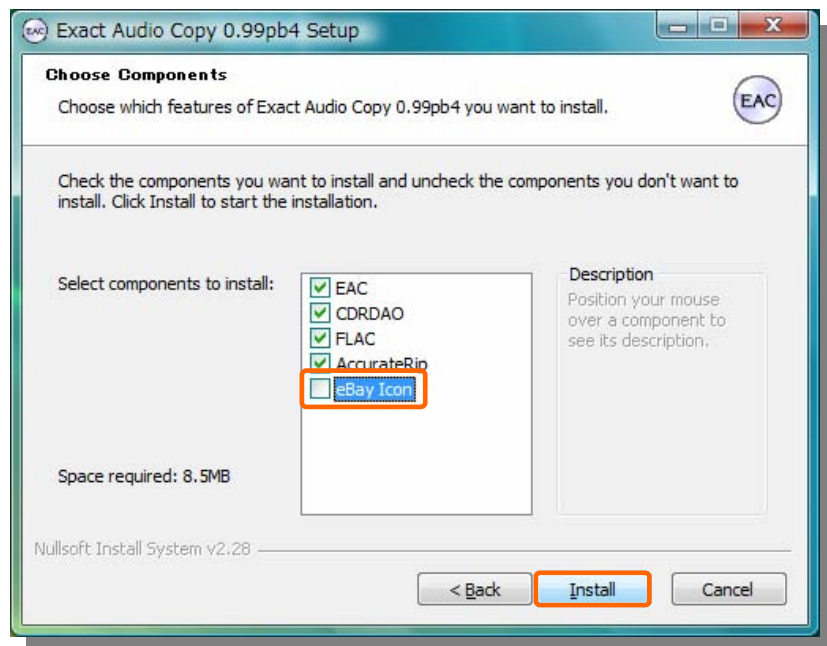 Exact Audio Copy 0.99pb4 Setup
Choose Components
Choose which features of Exact Audio Copy 0.99pb4 you want to install.
EAC
Check the components you want to install and uncheck the components you don't want to
install. Click Install to start the installation.
Select components to install:
EAC
CDRDAO
FLAC
AccurateRip
eBay Icon
Description
Position your mouse
over a component to
see its description.
Space required: 8.5MB
Nullsoft Install System v2.28
< Back
Install
Cancel